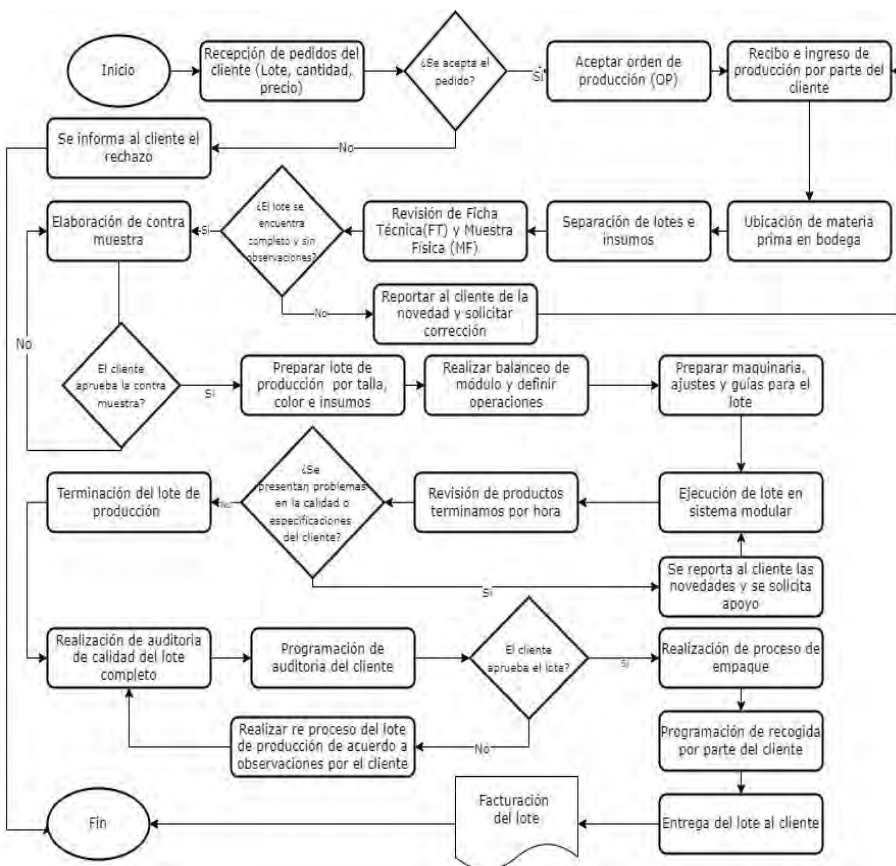 Inicio
Recepción de pedidos del
cliente (Lote, cantidad,
precio)
¿Se acepta el
pedido?
Si
Aceptar orden de
producción (OP)
Recibo e ingreso de
producción por parte del
cliente
No
Se informa al cliente el
rechazo
Ubicación de materia
prima en bodega
Separación de lotes e
insumos
Revisión de Ficha
Técnica(FT) y Muestra
Física (MF)
¿El lote se
encuentra
completo y sin
observaciones?
Si
Elaboración de contra
muestra
No
Reportar al cliente de la
novedad y solicitar
corrección
No
El cliente
aprueba la contra
muestra?
Si
Preparar lote de
producción por talla,
color e insumos
Realizar balanceo de
módulo y definir
operaciones
Preparar maquinaria,
ajustes y guías para el
lote
Ejecución de lote en
sistema modular
Revisión de productos
terminamos por hora
¿Se
presentan problemas
en la calidad o
especificaciones
del cliente?
No
Terminación del lote de
producción
Si
Se reporta al cliente las
novedades y se solicita
apoyo
Realización de auditoria
de calidad del lote
completo
Programación de
auditoria del cliente
El cliente
aprueba el lote?
Si
Realización de proceso de
empaque
No
Realizar re proceso del lote
de producción de acuerdo a
observaciones por el cliente
Programación de recogida
por parte del cliente
Entrega del lote al cliente
Facturación
del lote
Fin